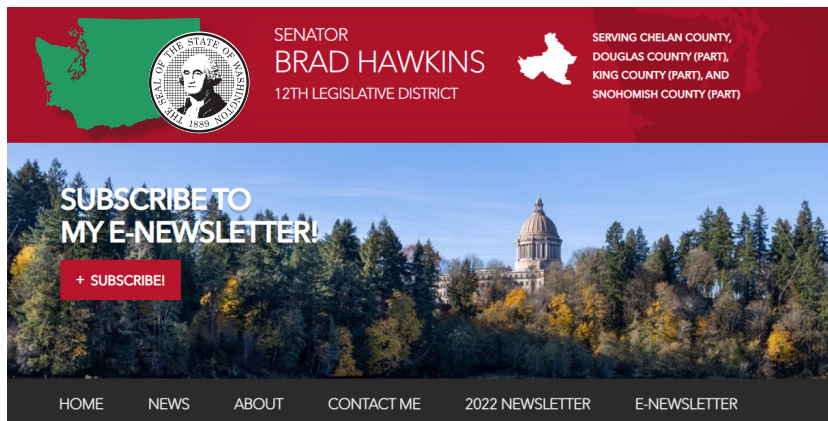 THE SEAL OF THE STATE OF WASHINGTON
1889
SENATOR
BRAD HAWKINS
12TH LEGISLATIVE DISTRICT
SERVING CHELAN COUNTY,
DOUGLAS COUNTY (PART),
KING COUNTY (PART), AND
SNOHOMISH COUNTY (PART)
SUBSCRIBE TO
MY E-NEWSLETTER!
+ SUBSCRIBE!
HOME NEWS ABOUT CONTACT ME 2022 NEWSLETTER E-NEWSLETTER